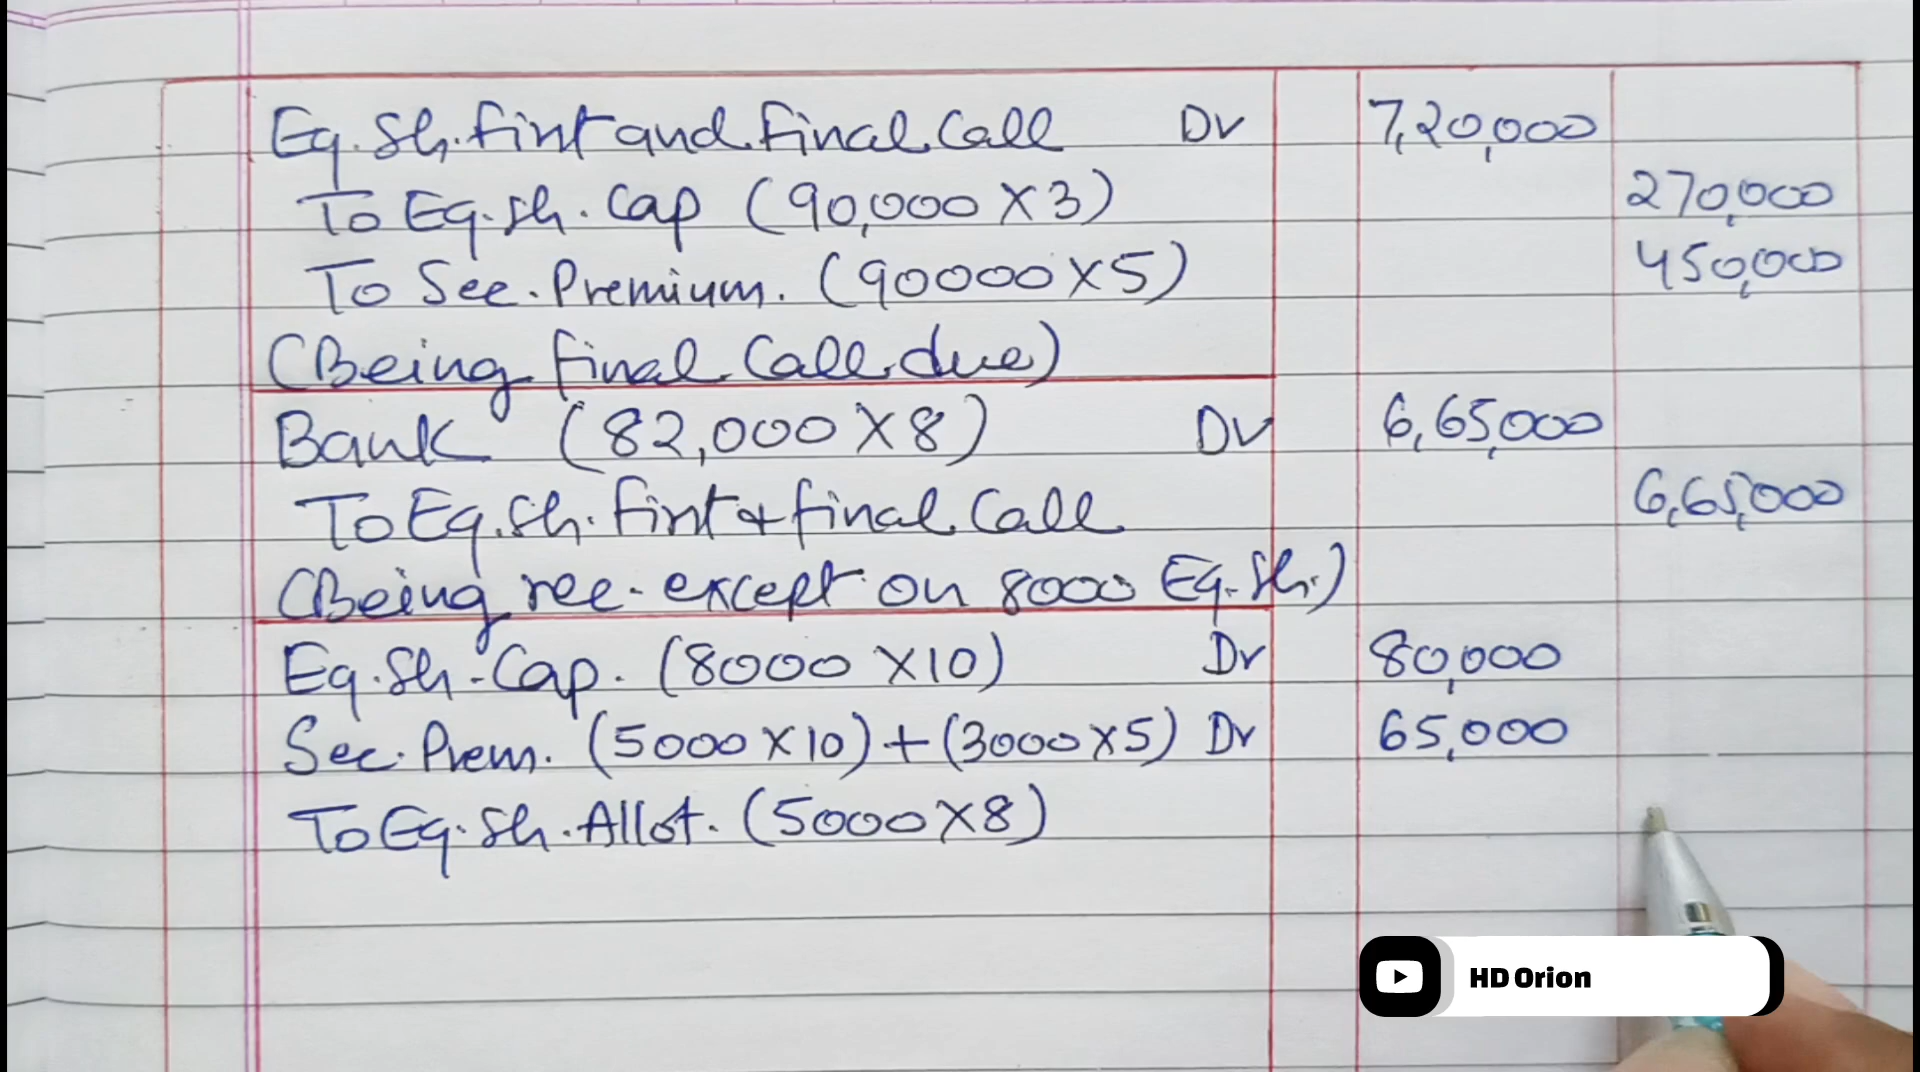 Eq. Sh. first and final Call Dr 7,20,000
To Eq. sh. Cap (90,000 X 3) 270,000
To Sec. Premium. (90000 X 5) 450,000
(Being final Call due)
Bank (82,000 X 8) Dr 6,65,000
To Eq. Sh. first & final Call 6,65,000
(Being rec. except on 8000 Eq. Sh.)
Eq. Sh. Cap. (8000 X 10) Dr 80,000
Sec. Prem. (5000 X 10) + (3000 X 5) Dr 65,000
To Eq. Sh. Allot. (5000 X 8)
HD Orion